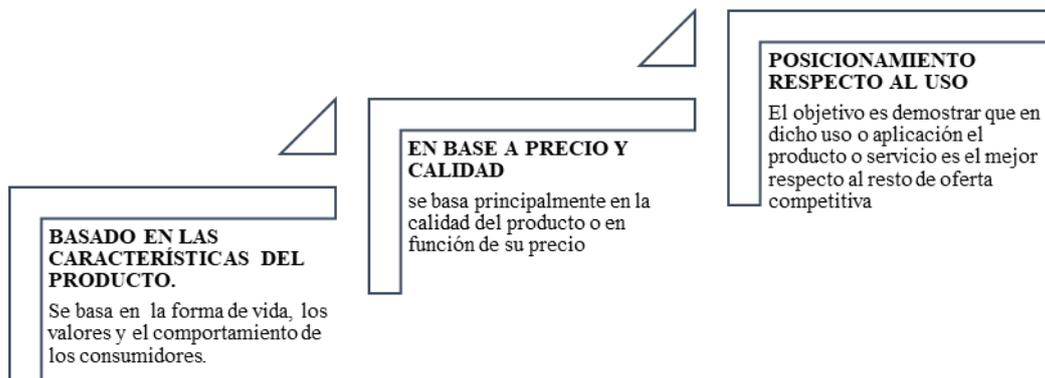 BASADO EN LAS
CARACTERÍSTICAS DEL
PRODUCTO.
Se basa en la forma de vida, los
valores y el comportamiento de
los consumidores.
EN BASE A PRECIO Y
CALIDAD
se basa principalmente en la
calidad del producto o en
función de su precio
POSICIONAMIENTO
RESPECTO AL USO
El objetivo es demostrar que en
dicho uso o aplicación el
producto o servicio es el mejor
respecto al resto de oferta
competitiva